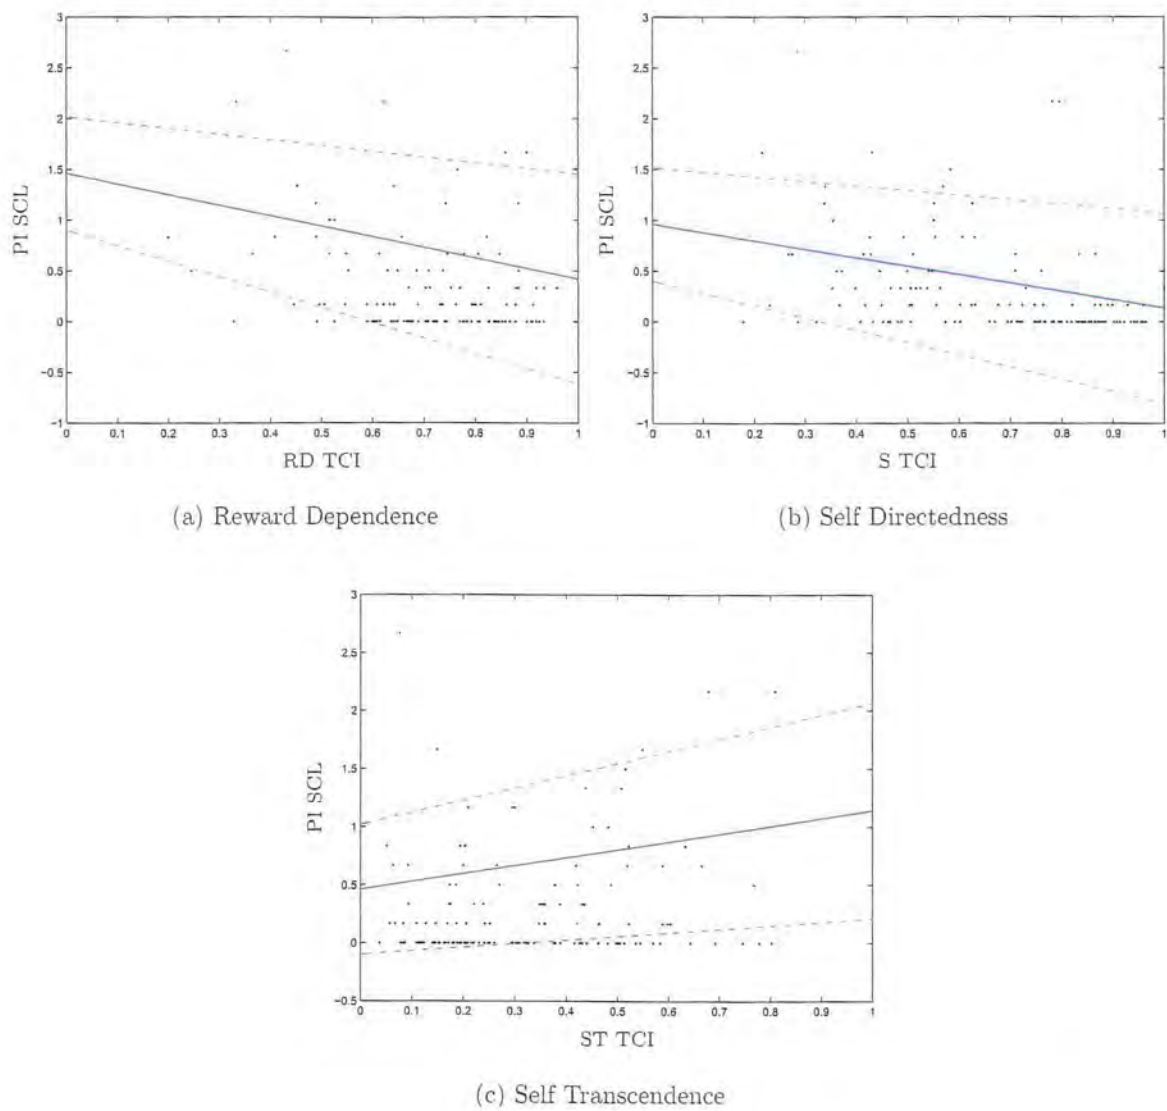 3
2.5
2
1.5
1
0.5
0
−0.5
−1
PI SCL
0 0.1 0.2 0.3 0.4 0.5 0.6 0.7 0.8 0.9 1
RD TCI
(a) Reward Dependence
3
2.5
2
1.5
1
0.5
0
−0.5
−1
PI SCL
0 0.1 0.2 0.3 0.4 0.5 0.6 0.7 0.8 0.9 1
S TCI
(b) Self Directedness
3
2.5
2
1.5
1
0.5
0
−0.5
PI SCL
0 0.1 0.2 0.3 0.4 0.5 0.6 0.7 0.8 0.9 1
ST TCI
(c) Self Transcendence